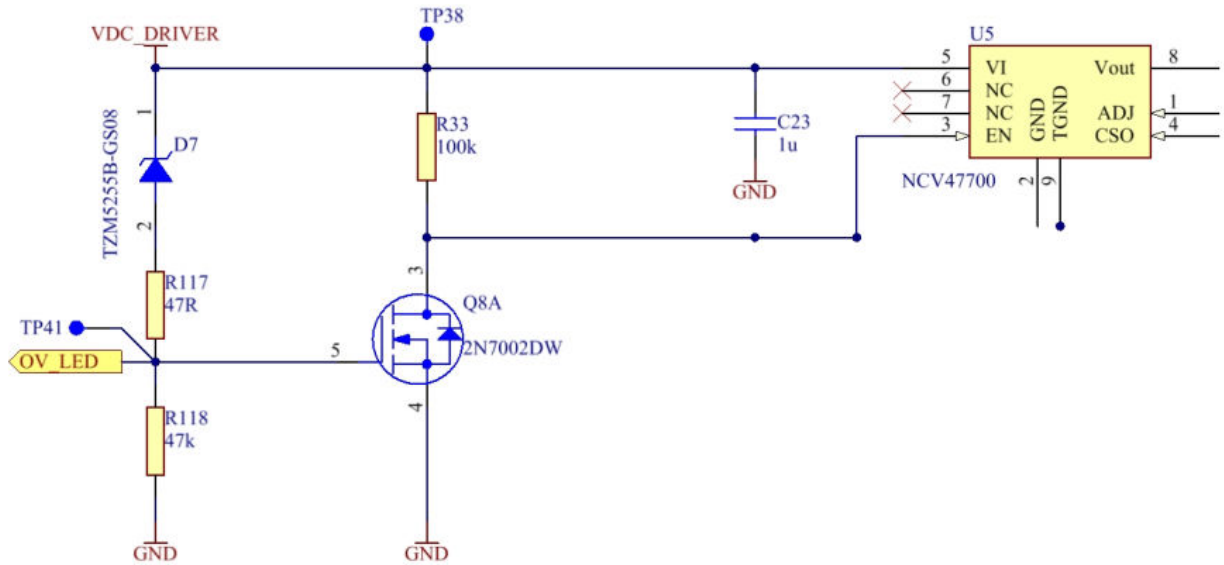 TP38
VDC_DRIVER
U5
5
VI
Vout
8
6
NC
7
NC
GND
TGND
ADJ
1
3
EN
CSO
4
1
D7
TZM5255B-GS08
R33
100k
C23
1u
GND
NCV47700
2
9
2
3
R117
47R
Q8A
TP41
2N7002DW
OV_LED
5
4
R118
47k
GND
GND